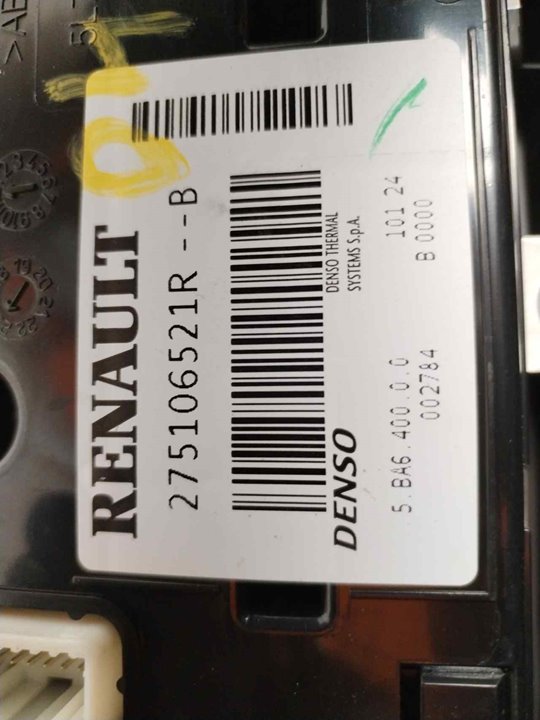 RENAULT
275106521R--B
DENSO
DENSO THERMAL
SYSTEMS S.p.A.
5.BA6.400.0.0
101 24
002784
B 0000